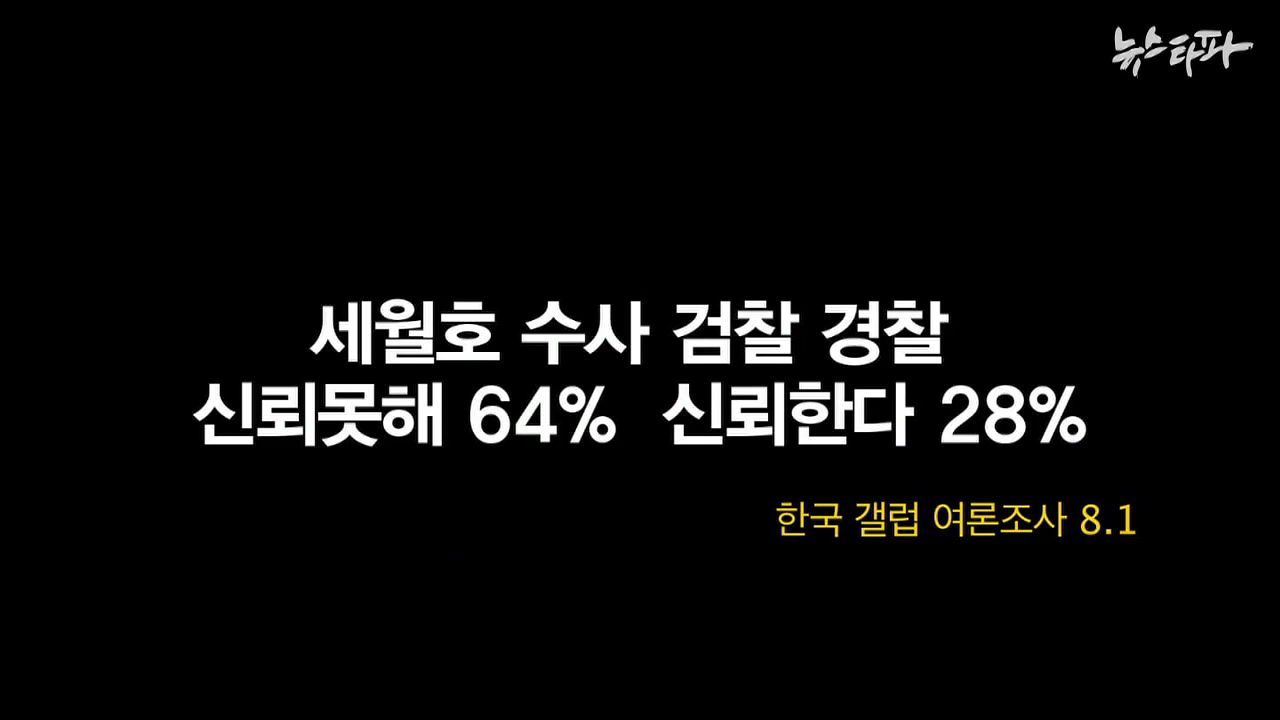 뉴스타파
세월호 수사 검찰 경찰
신뢰못해 64% 신뢰한다 28%
한국 갤럽 여론조사 8.1